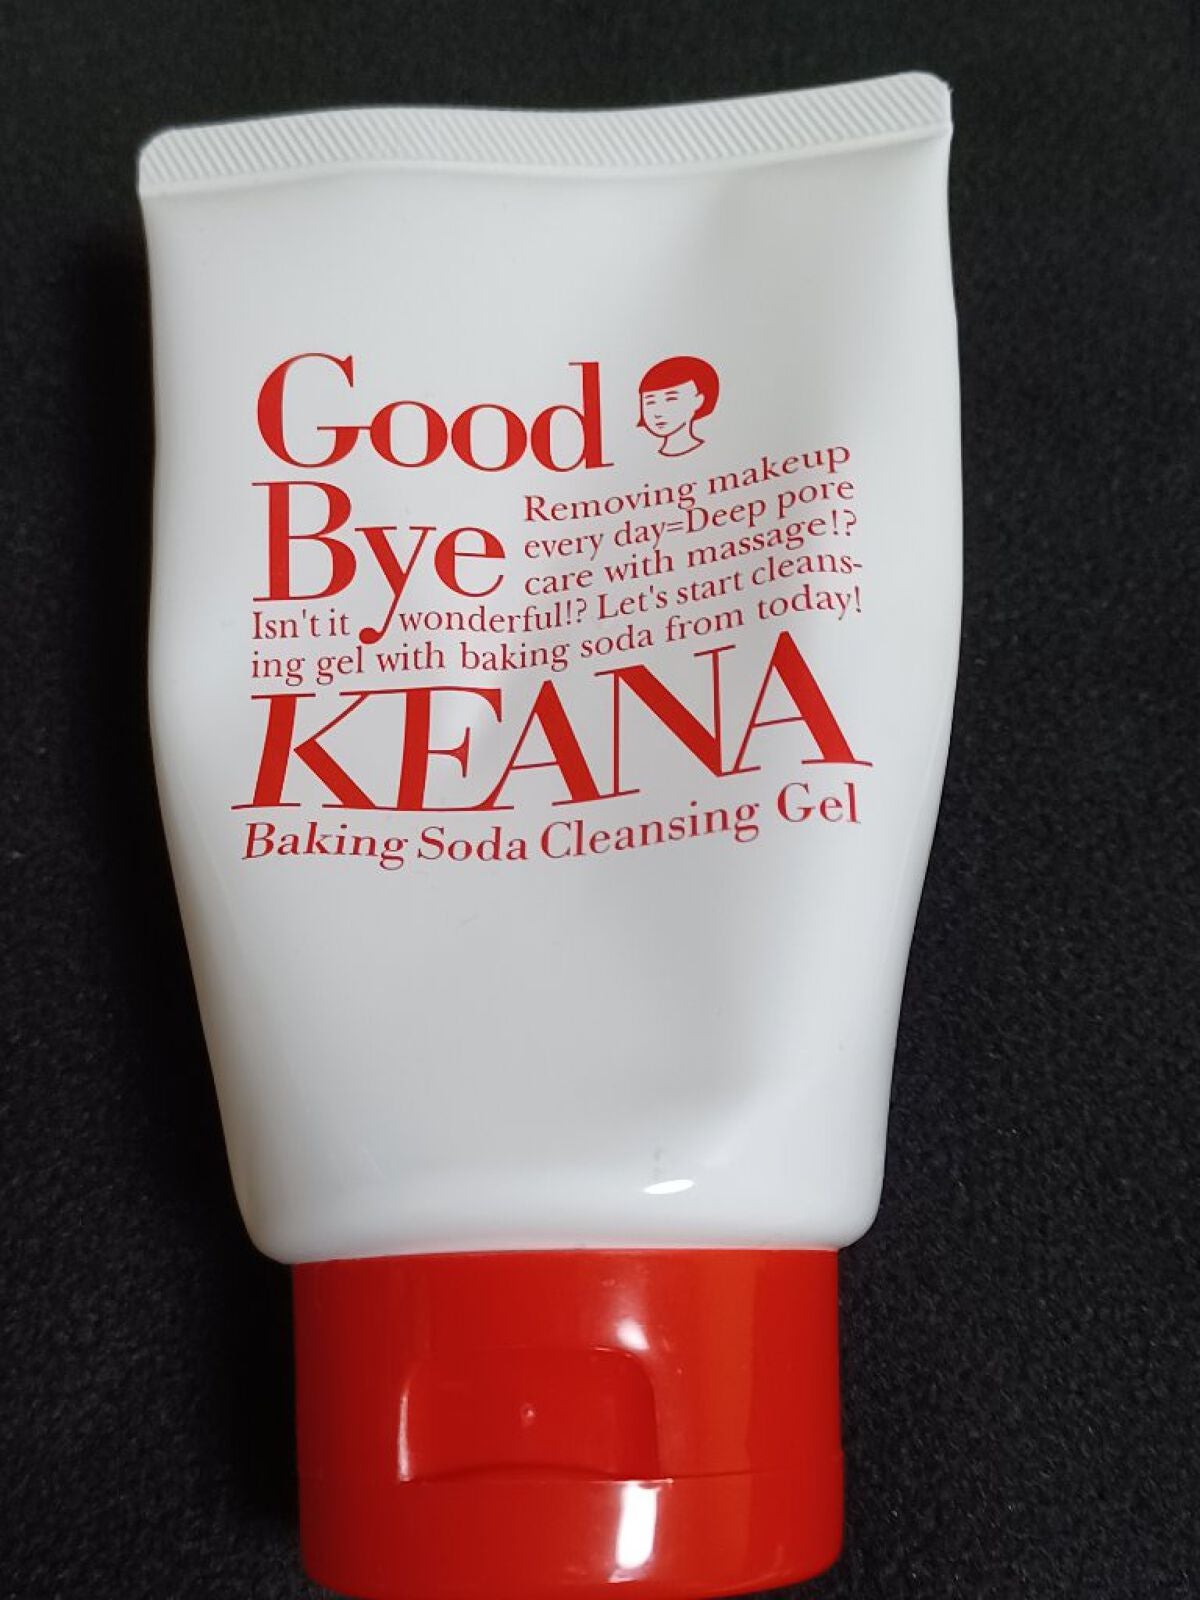 Good
Bye
Removing makeup
every day=Deep pore
care with massage!?
Isn't it wonderful!? Let's start cleans-
ing gel with baking soda from today!
KEANA
Baking Soda Cleansing Gel